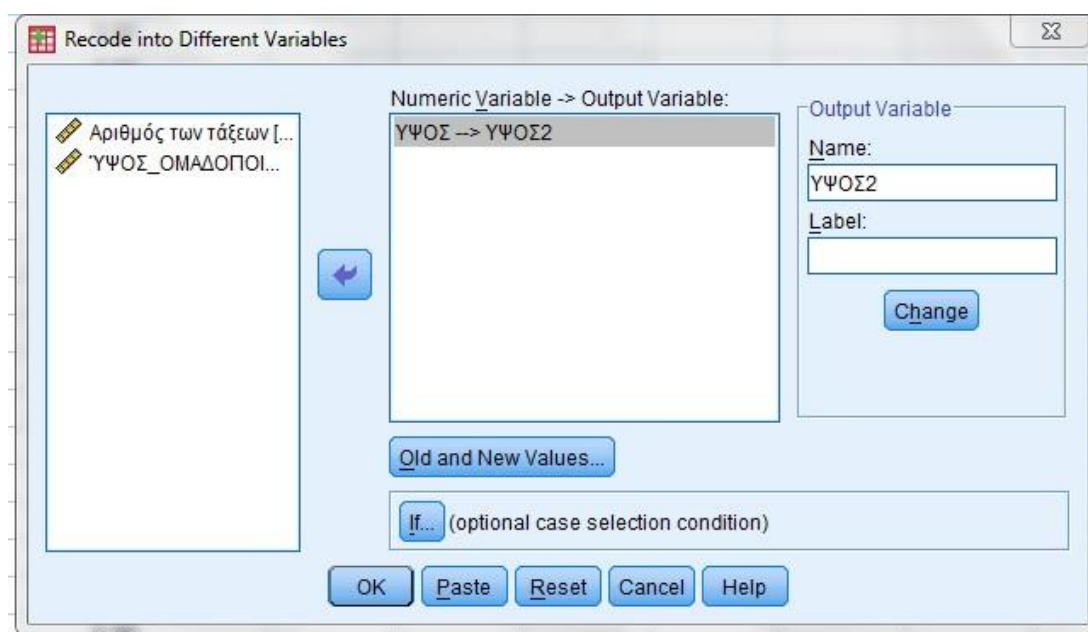 Recode into Different Variables
Αριθμός των τάξεων [...
ΎΨΟΣ_ΟΜΑΔΟΠΟΙ...
Numeric Variable -> Output Variable:
ΥΨΟΣ --> ΥΨΟΣ2
Output Variable
Name:
ΥΨΟΣ2
Label:
Change
Old and New Values...
If... (optional case selection condition)
OK Paste Reset Cancel Help